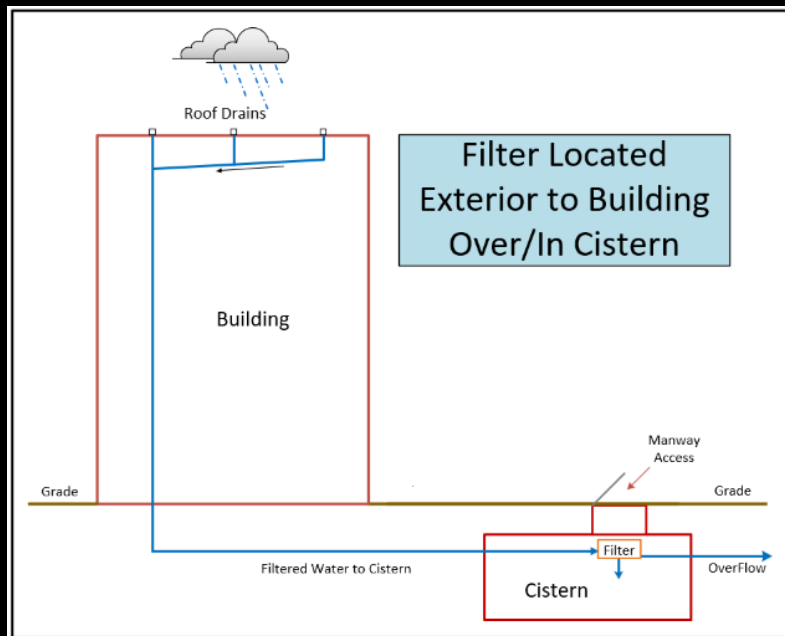 Roof Drains
Filter Located
Exterior to Building
Over/In Cistern
Building
Manway
Access
Grade
Grade
Filter
Filtered Water to Cistern
OverFlow
Cistern